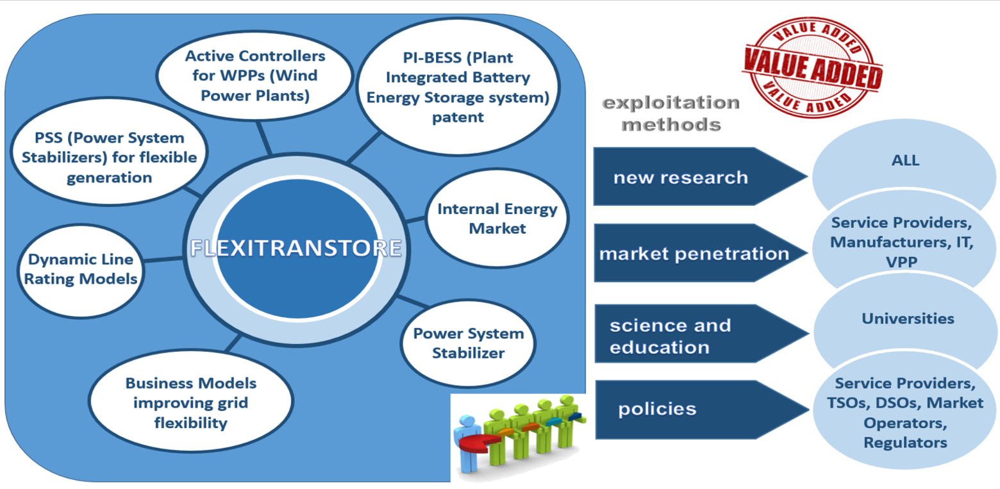 Active Controllers
for WPPs (Wind
Power Plants)
PI-BESS (Plant
Integrated Battery
Energy Storage system)
patent
PSS (Power System
Stabilizers) for flexible
generation
Internal Energy
Market
FLEXITRANSTORE
Dynamic Line
Rating Models
Power System
Stabilizer
Business Models
improving grid
flexibility
VALUE ADDED
VALUE ADDED
VALUE ADDED
exploitation
methods
new research
ALL
market penetration
Service Providers,
Manufacturers, IT,
VPP
science and
education
Universities
policies
Service Providers,
TSOs, DSOs, Market
Operators,
Regulators